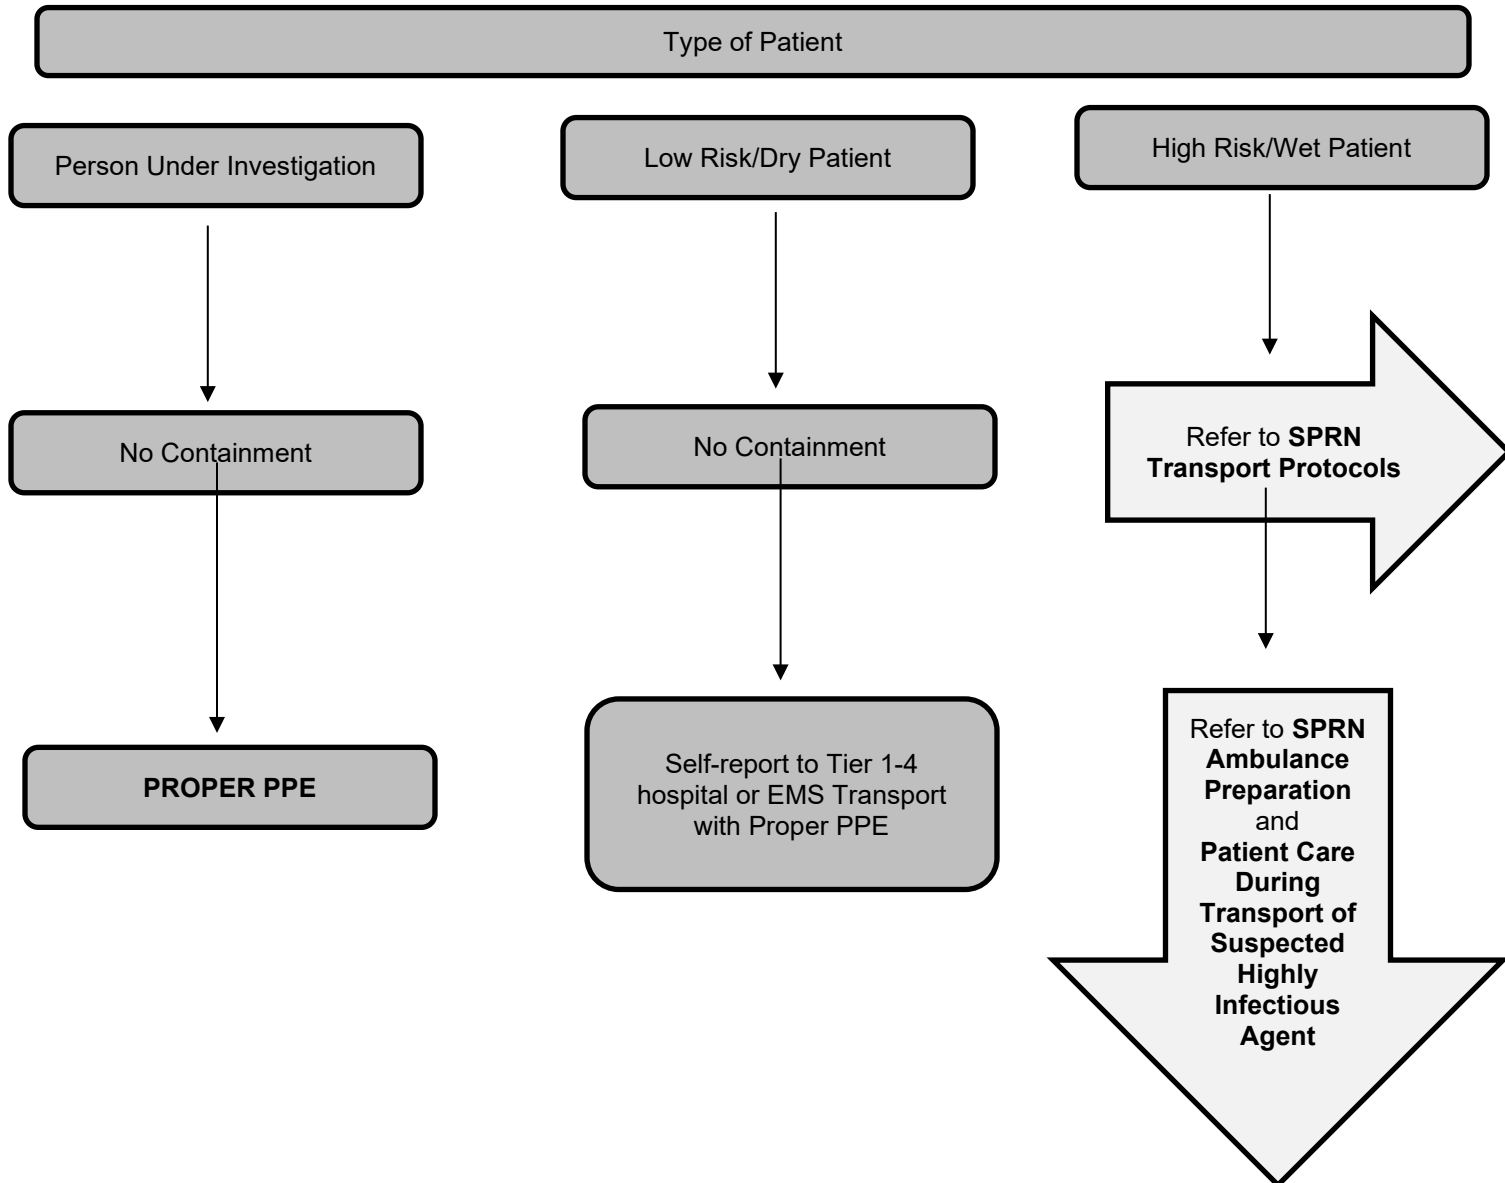 Type of Patient
Person Under Investigation
Low Risk/Dry Patient
High Risk/Wet Patient
No Containment
No Containment
Refer to SPRN
Transport Protocols
PROPER PPE
Self-report to Tier 1-4
hospital or EMS Transport
with Proper PPE
Refer to SPRN
Ambulance
Preparation
and
Patient Care
During
Transport of
Suspected
Highly
Infectious
Agent